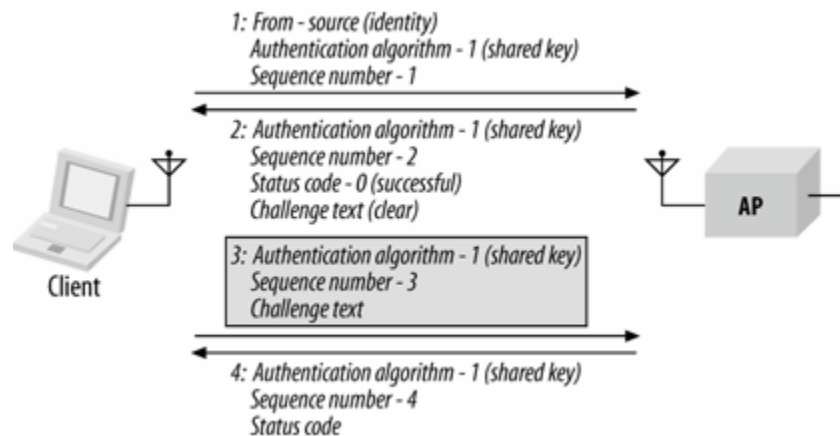 1: From - source (identity)
Authentication algorithm - 1 (shared key)
Sequence number - 1
2: Authentication algorithm - 1 (shared key)
Sequence number - 2
Status code - 0 (successful)
Challenge text (clear)
Client
AP
3: Authentication algorithm - 1 (shared key)
Sequence number - 3
Challenge text
4: Authentication algorithm - 1 (shared key)
Sequence number - 4
Status code